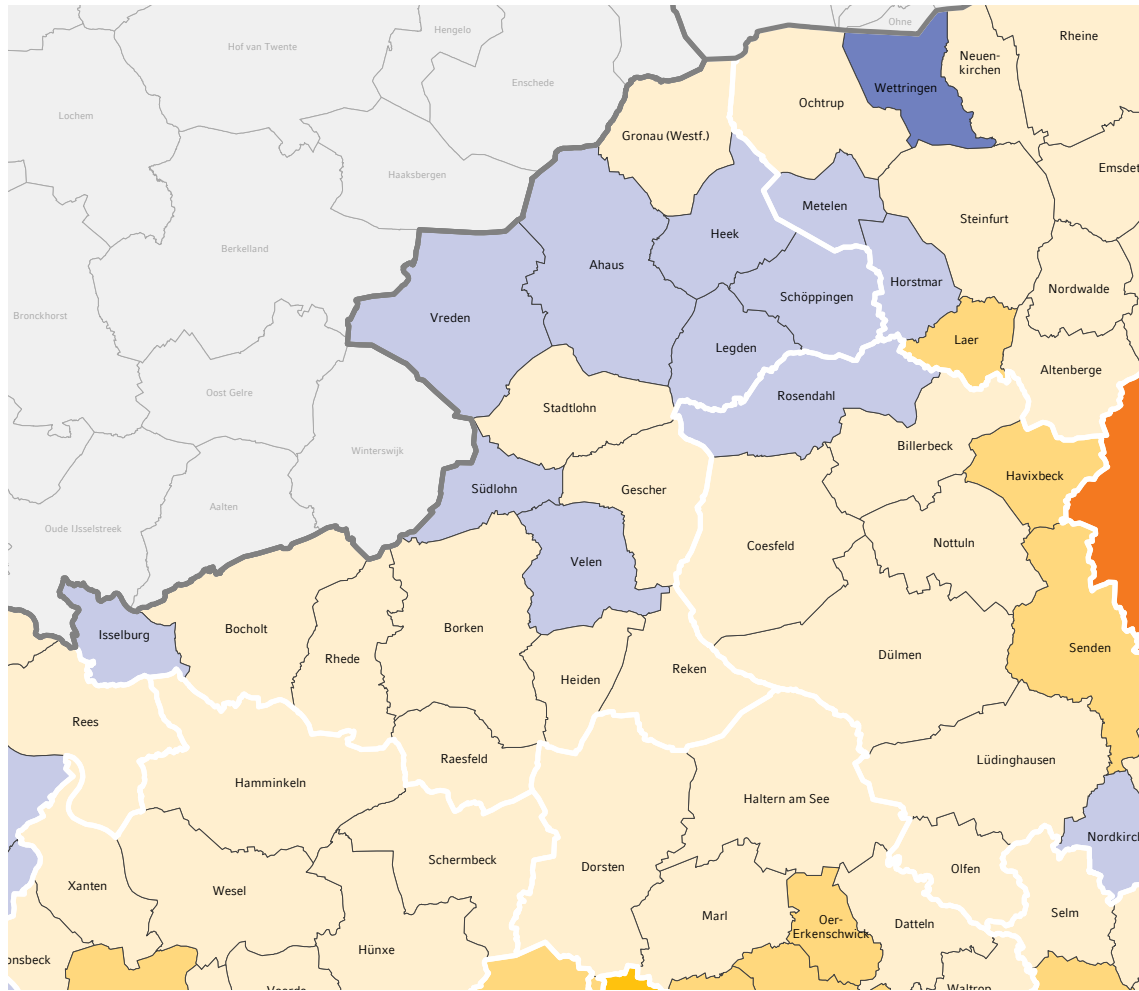 Ohne
Hengelo
Rheine
Hof van Twente
Neuen-
kirchen
Enschede
Wettringen
Ochtrup
Lochem
Gronau (Westf.)
Emsdet
Haaksbergen
Metelen
Steinfurt
Heek
Berkelland
Ahaus
Horstmar
Nordwalde
Schöppingen
Bronckhorst
Vreden
Laer
Legden
Altenberge
Oost Gelre
Rosendahl
Stadtlohn
Billerbeck
Winterswijk
Havixbeck
Südlohn
Gescher
Aalten
Oude IJsselstreek
Nottuln
Coesfeld
Velen
Isselburg
Bocholt
Borken
Senden
Dülmen
Rhede
Reken
Heiden
Rees
Raesfeld
Lüdinghausen
Hamminkeln
Haltern am See
Nordkirch
Schermbeck
Dorsten
Olfen
Xanten
Wesel
Selm
Marl
Oer-
Erkenschwick
Datteln
Hünxe
onsbeck
Voerde
Waltrop